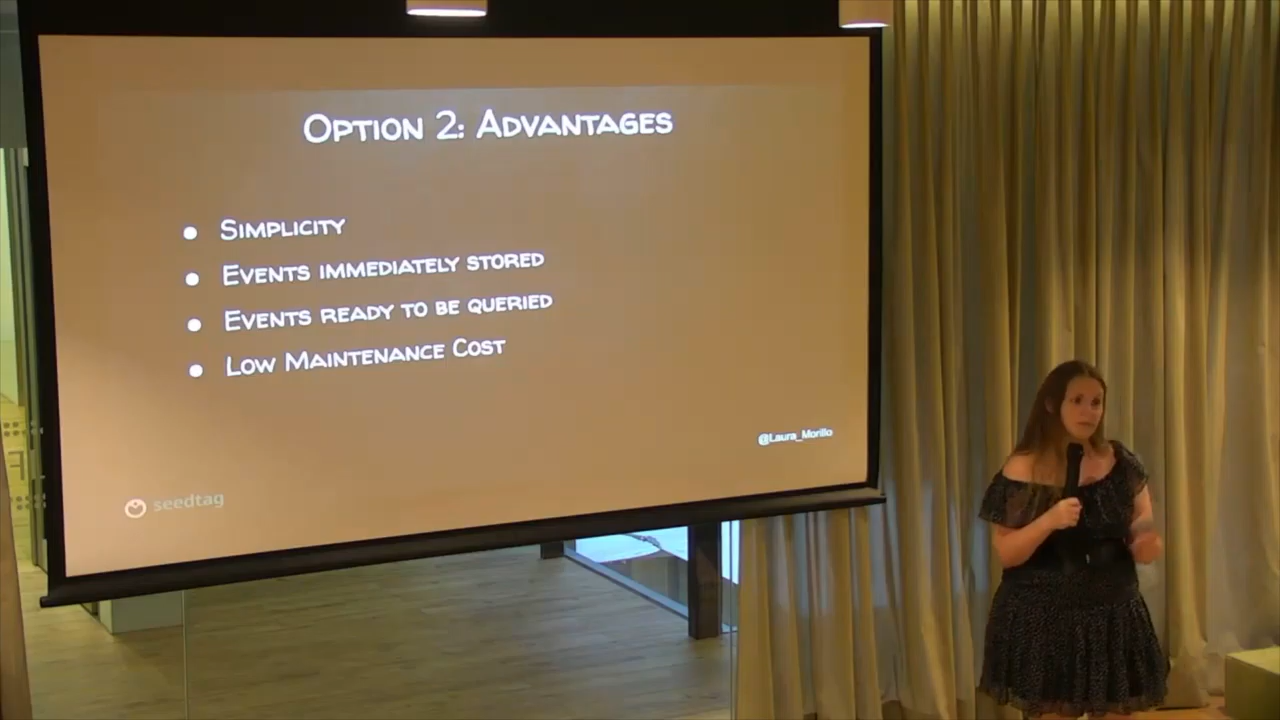 Option 2: Advantages
Simplicity
Events immediately stored
Events ready to be queried
Low Maintenance Cost
@Laura_Morillo
seedtag